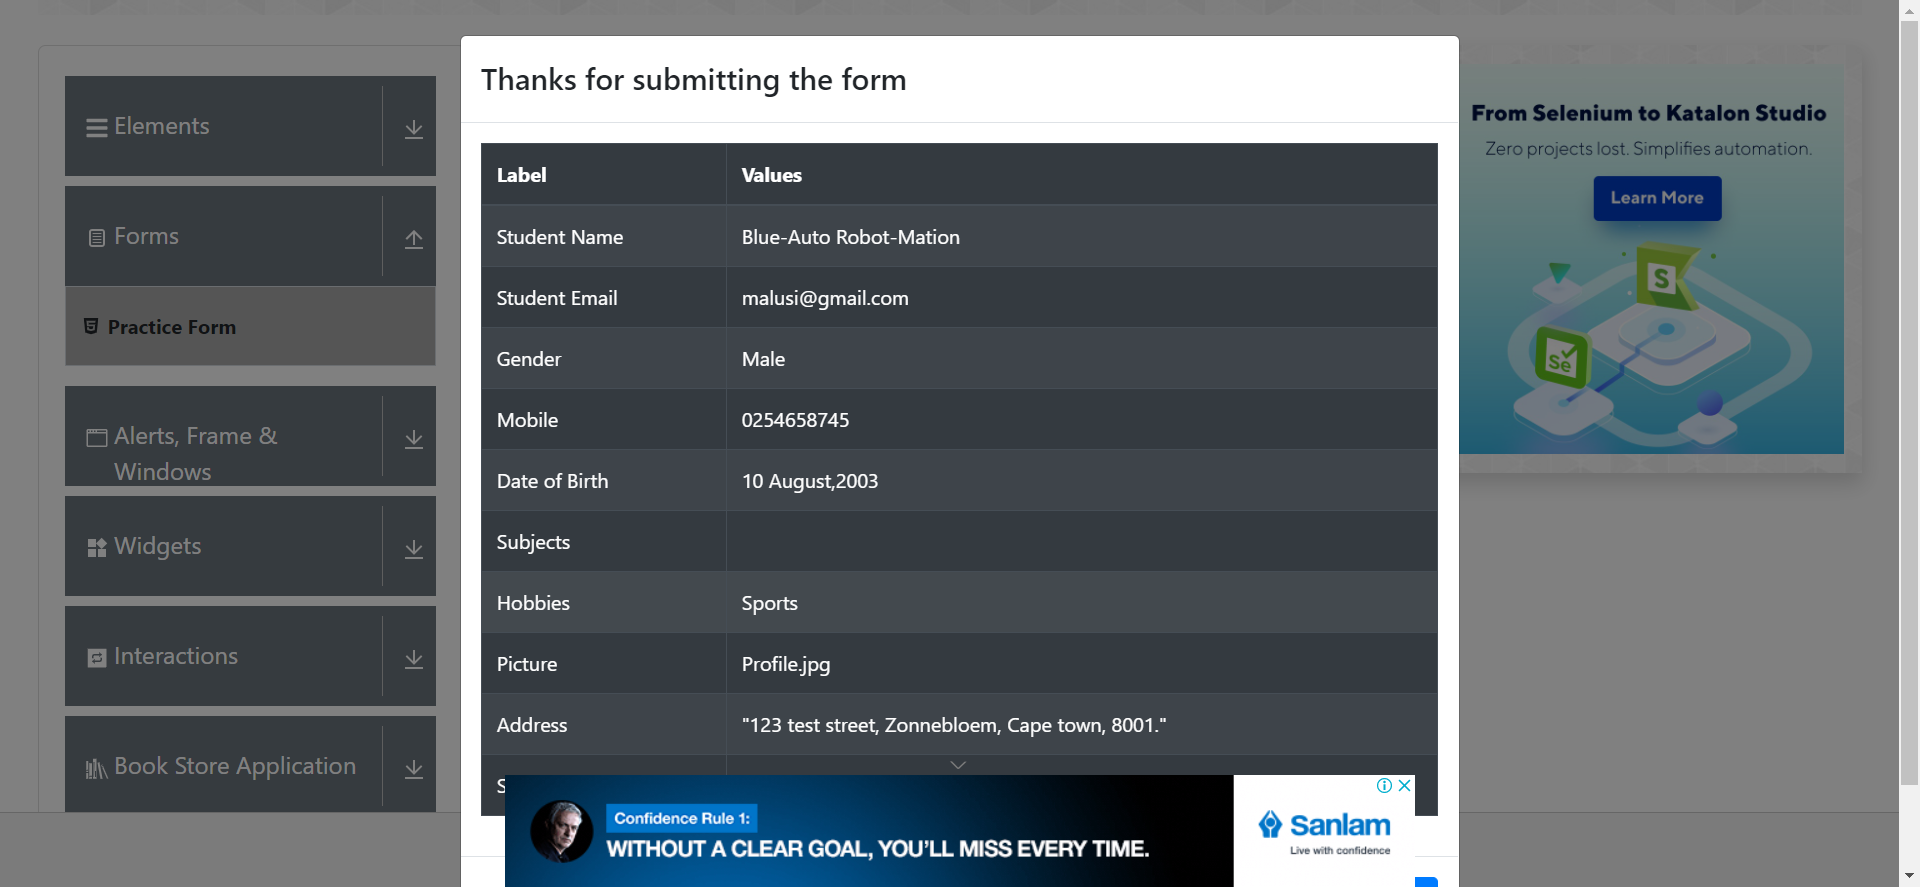 Elements
Forms
Practice Form
Alerts, Frame &
Windows
Widgets
Interactions
Book Store Application
Thanks for submitting the form
Label Values
Student Name Blue-Auto Robot-Mation
Student Email malusi@gmail.com
Gender Male
Mobile 0254658745
Date of Birth 10 August,2003
Subjects
Hobbies Sports
Picture Profile.jpg
Address "123 test street, Zonnebloem, Cape town, 8001."
Confidence Rule 1:
WITHOUT A CLEAR GOAL, YOU'LL MISS EVERY TIME.
Sanlam
Live with confidence
From Selenium to Katalon Studio
Zero projects lost. Simplifies automation.
Learn More
S
Se